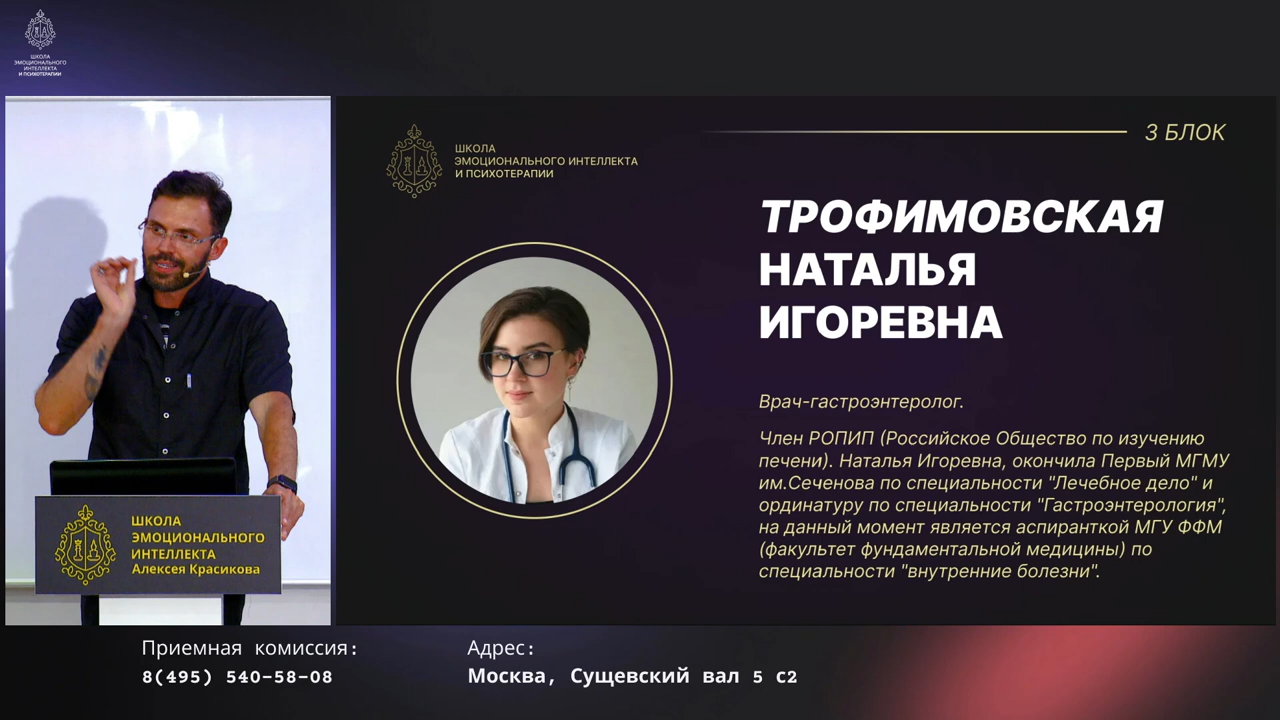 ШКОЛА
ЭМОЦИОНАЛЬНОГО
ИНТЕЛЛЕКТА
И ПСИХОТЕРАПИИ
ШКОЛА
ЭМОЦИОНАЛЬНОГО ИНТЕЛЛЕКТА
И ПСИХОТЕРАПИИ
3 БЛОК
ТРОФИМОВСКАЯ
НАТАЛЬЯ
ИГОРЕВНА
Врач-гастроэнтеролог.
Член РОПИП (Российское Общество по изучению
печени). Наталья Игоревна, окончила Первый МГМУ
им.Сеченова по специальности "Лечебное дело" и
ординатуру по специальности "Гастроэнтерология",
на данный момент является аспиранткой МГУ ФФМ
(факультет фундаментальной медицины) по
специальности "внутренние болезни".
ШКОЛА
ЭМОЦИОНАЛЬНОГО
ИНТЕЛЛЕКТА
Алексея Красикова
Приемная комиссия:
8(495) 540-58-08
Адрес:
Москва, Сущевский вал 5 с2